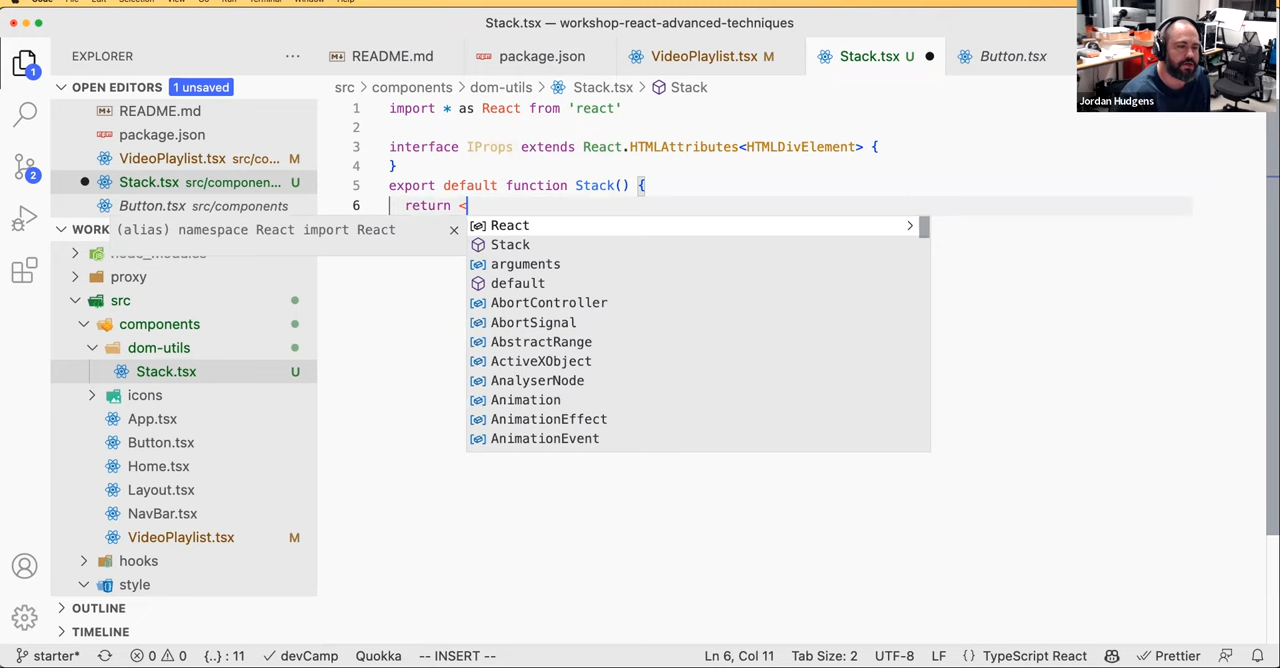 Stack.tsx — workshop-react-advanced-techniques
EXPLORER
README.md
package.json
VideoPlaylist.tsx M
Stack.tsx U
Button.tsx
Jordan Hudgens
OPEN EDITORS 1 unsaved
src > components > dom-utils > Stack.tsx > Stack
README.md
package.json
VideoPlaylist.tsx src/co... M
Stack.tsx src/componen... U
Button.tsx src/components
1 import * as React from 'react'
2
3 interface IProps extends React.HTMLAttributes<HTMLDivElement> {
4 }
5 export default function Stack() {
6 return <
WORK
(alias) namespace React import React
React
Stack
arguments
default
AbortController
AbortSignal
AbstractRange
ActiveXObject
AnalyserNode
Animation
AnimationEffect
AnimationEvent
node_modules
proxy
src
components
dom-utils
Stack.tsx U
icons
App.tsx
Button.tsx
Home.tsx
Layout.tsx
NavBar.tsx
VideoPlaylist.tsx M
hooks
style
OUTLINE
TIMELINE
1
2
starter* 0 0 {..} : 11 devCamp Quokka -- INSERT -- Ln 6, Col 11 Tab Size: 2 UTF-8 LF {} TypeScript React Prettier